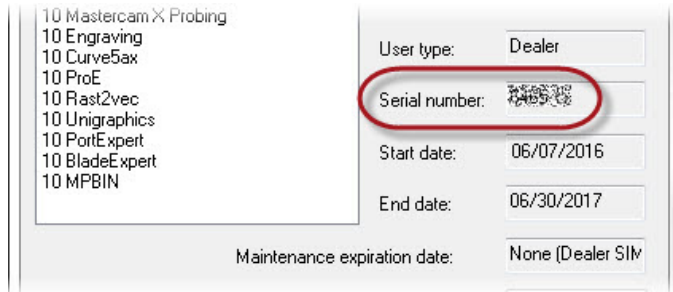 10 Mastercam X Probing
10 Engraving
10 Curve5ax
10 ProE
10 Rast2vec
10 Unigraphics
10 PortExpert
10 BladeExpert
10 MPBIN
User type: Dealer
Serial number:
Start date: 06/07/2016
End date: 06/30/2017
Maintenance expiration date: None (Dealer SIM